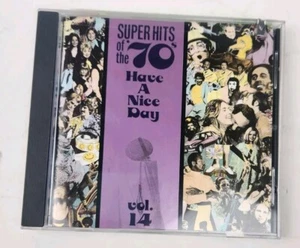 SUPER HITS
of the '70s
Have
A
Nice
Day
vol.
14